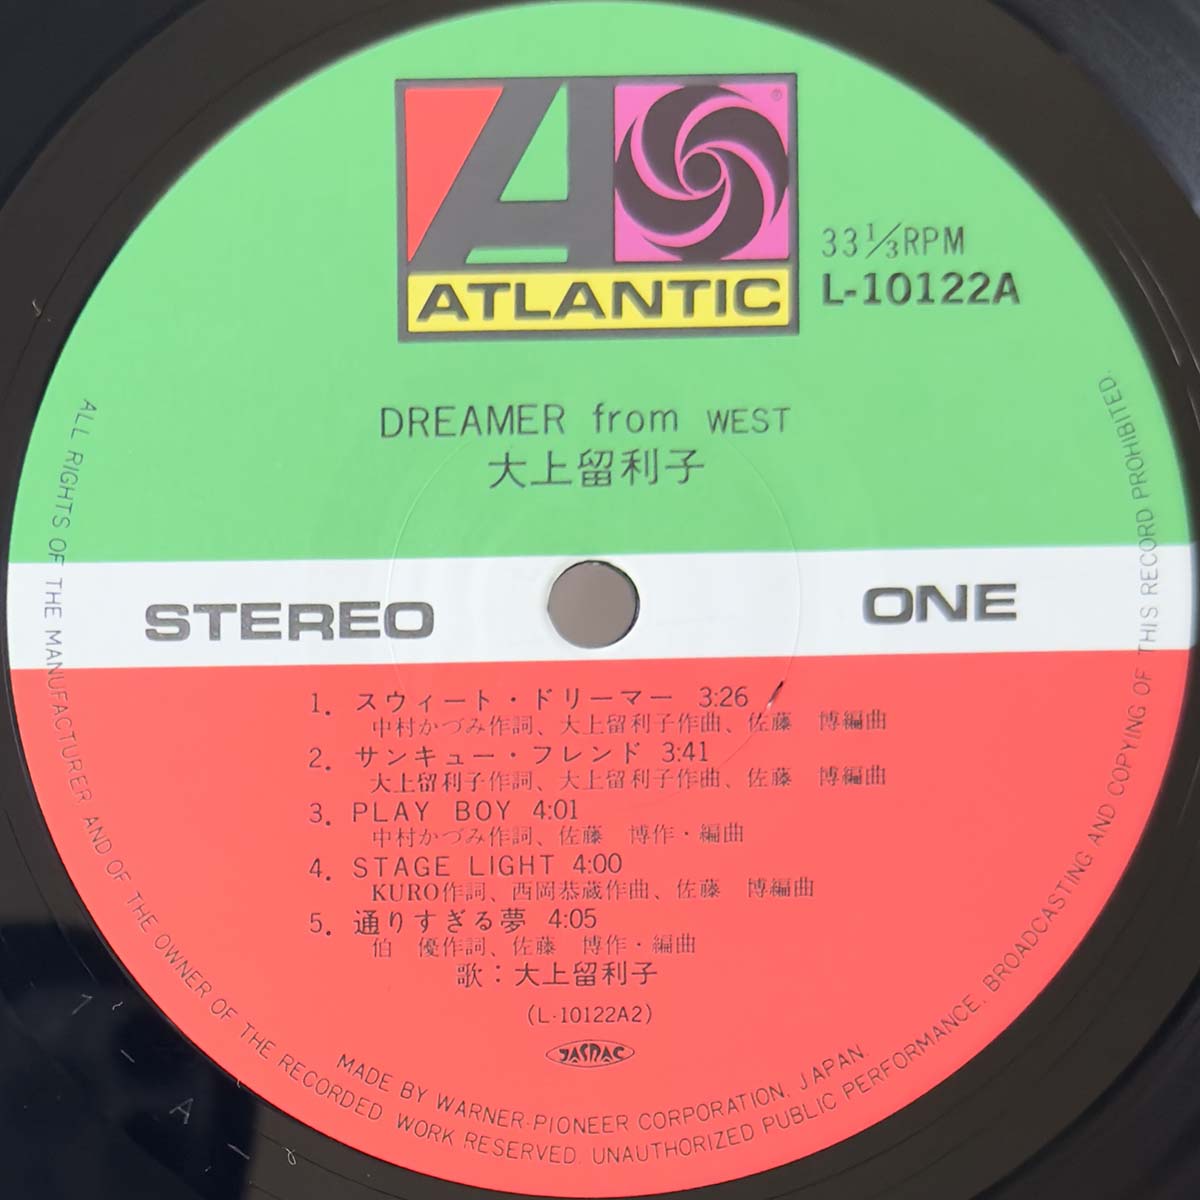 A
®
ATLANTIC
33 1/3 RPM
L-10122A
DREAMER from WEST
大上留利子
STEREO
ONE
1. スウィート・ドリーマー 3:26
中村かづみ作詞、大上留利子作曲、佐藤 博編曲
2. サンキュー・フレンド 3:41
大上留利子作詞、大上留利子作曲、佐藤 博編曲
3. PLAY BOY 4:01
中村かづみ作詞、佐藤 博作・編曲
4. STAGE LIGHT 4:00
KURO作詞、西岡恭蔵作曲、佐藤 博編曲
5. 通りすぎる夢 4:05
伯 優作詞、佐藤 博作・編曲
歌：大上留利子
(L-10122A2)
JASRAC
MADE BY WARNER-PIONEER CORPORATION, JAPAN.
ALL RIGHTS OF THE MANUFACTURER AND OF THE OWNER OF THE RECORDED WORK RESERVED. UNAUTHORIZED PUBLIC PERFORMANCE, BROADCASTING AND COPYING OF THIS RECORD PROHIBITED.